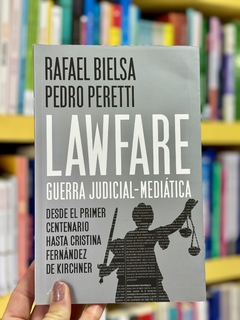 RAFAEL BIELSA
PEDRO PERETTI
LAWFARE
GUERRA JUDICIAL-MEDIÁTICA
DESDE EL PRIMER
CENTENARIO
HASTA CRISTINA
FERNÁNDEZ
DE KIRCHNER